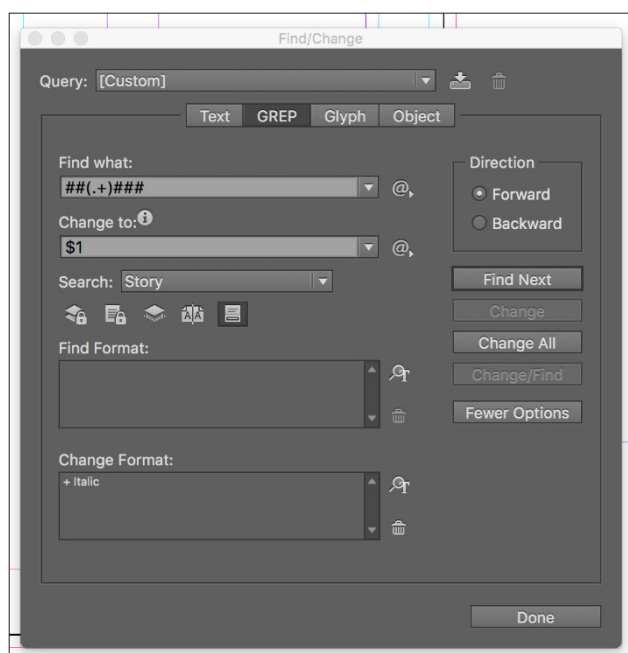 Find/Change
Query: [Custom]
Text GREP Glyph Object
Find what:
##(.+)###
Change to:
$1
Search: Story
Find Format:
Change Format:
+ Italic
Direction
Forward
Backward
Find Next
Change
Change All
Change/Find
Fewer Options
Done